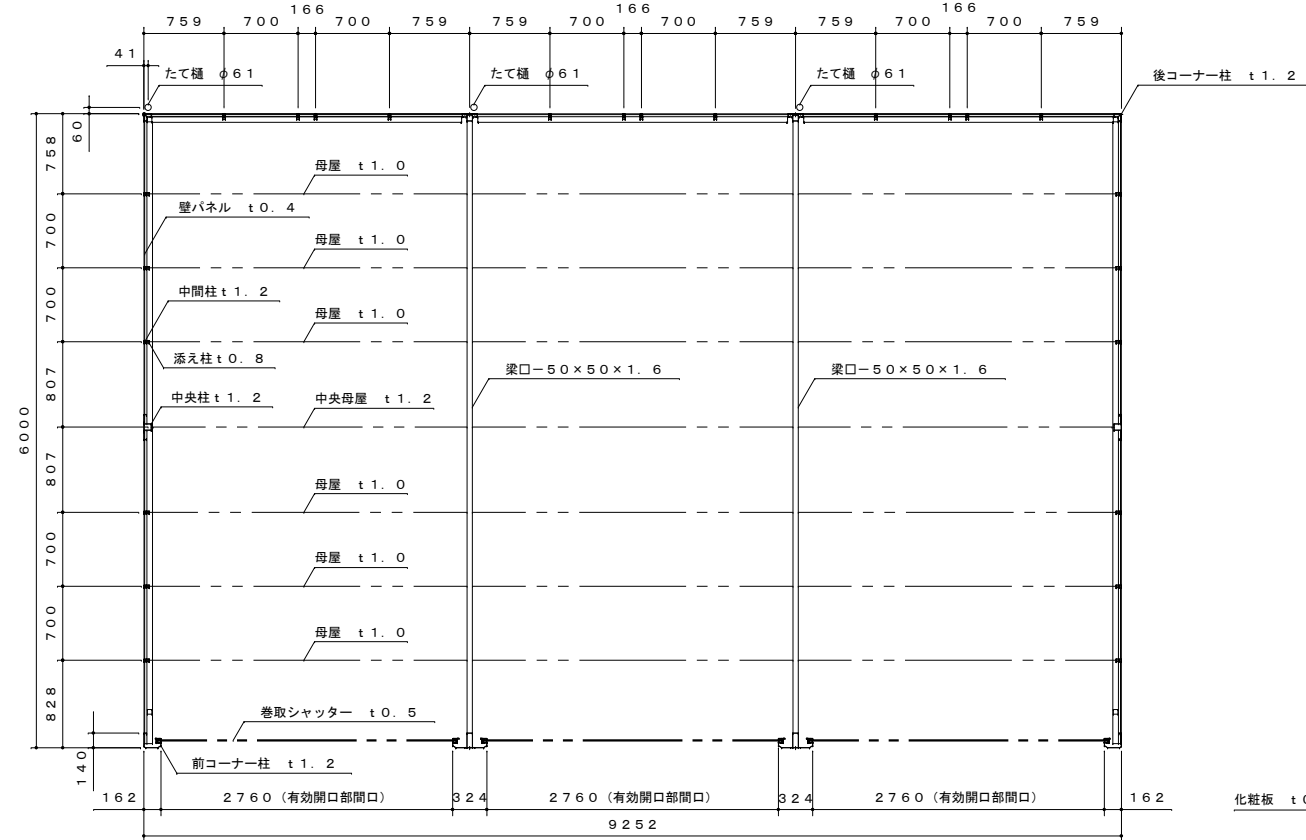 166 166 166
759 700 700 759 759 700 700 759 759 700 700 759
41
たて樋 φ61 たて樋 φ61 たて樋 φ61 後コーナー柱 t1.2
60
758
母屋 t1.0
壁パネル t0.4
700
母屋 t1.0
中間柱t1.2
700
母屋 t1.0
添え柱t0.8
梁口-50×50×1.6 梁口-50×50×1.6
807
中央柱t1.2 中央母屋 t1.2
6000
807
母屋 t1.0
700
母屋 t1.0
700
母屋 t1.0
828
巻取シャッター t0.5
140
前コーナー柱 t1.2
162 2760(有効開口部間口) 324 2760(有効開口部間口) 324 2760(有効開口部間口) 162
化粧板
9252